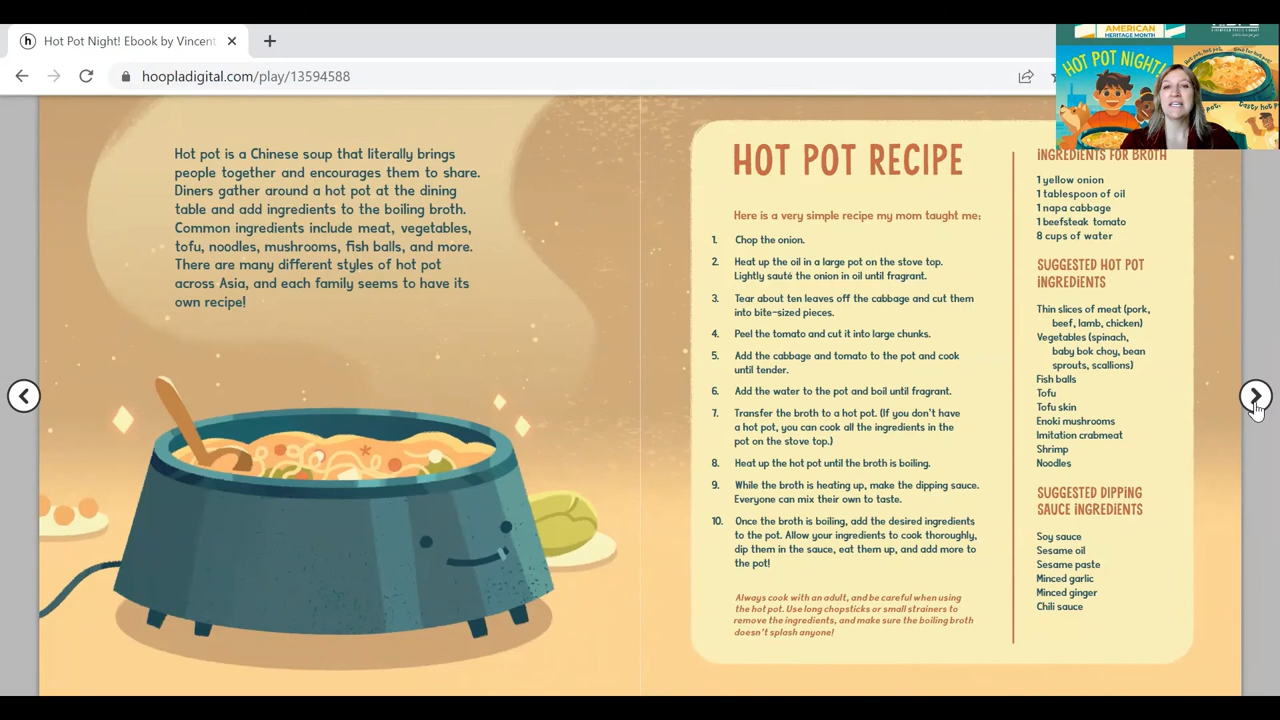 Hot Pot Night! Ebook by Vincent
hoopladigital.com/play/13594588
AMERICAN
HERITAGE MONTH
HOT POT NIGHT!
Hot pot is a Chinese soup that literally brings
people together and encourages them to share.
Diners gather around a hot pot at the dining
table and add ingredients to the boiling broth.
Common ingredients include meat, vegetables,
tofu, noodles, mushrooms, fish balls, and more.
There are many different styles of hot pot
across Asia, and each family seems to have its
own recipe!
HOT POT RECIPE
Here is a very simple recipe my mom taught me:
1. Chop the onion.
2. Heat up the oil in a large pot on the stove top.
Lightly sauté the onion in oil until fragrant.
3. Tear about ten leaves off the cabbage and cut them
into bite-sized pieces.
4. Peel the tomato and cut it into large chunks.
5. Add the cabbage and tomato to the pot and cook
until tender.
6. Add the water to the pot and boil until fragrant.
7. Transfer the broth to a hot pot. (If you don't have
a hot pot, you can cook all the ingredients in the
pot on the stove top.)
8. Heat up the hot pot until the broth is boiling.
9. While the broth is heating up, make the dipping sauce.
Everyone can mix their own to taste.
10. Once the broth is boiling, add the desired ingredients
to the pot. Allow your ingredients to cook thoroughly,
dip them in the sauce, eat them up, and add more to
the pot!
Always cook with an adult, and be careful when using
the hot pot. Use long chopsticks or small strainers to
remove the ingredients, and make sure the boiling broth
doesn't splash anyone!
INGREDIENTS FOR BROTH
1 yellow onion
1 tablespoon of oil
1 napa cabbage
1 beefsteak tomato
8 cups of water
SUGGESTED HOT POT
INGREDIENTS
Thin slices of meat (pork,
beef, lamb, chicken)
Vegetables (spinach,
baby bok choy, bean
sprouts, scallions)
Fish balls
Tofu
Tofu skin
Enoki mushrooms
Imitation crabmeat
Shrimp
Noodles
SUGGESTED DIPPING
SAUCE INGREDIENTS
Soy sauce
Sesame oil
Sesame paste
Minced garlic
Minced ginger
Chili sauce